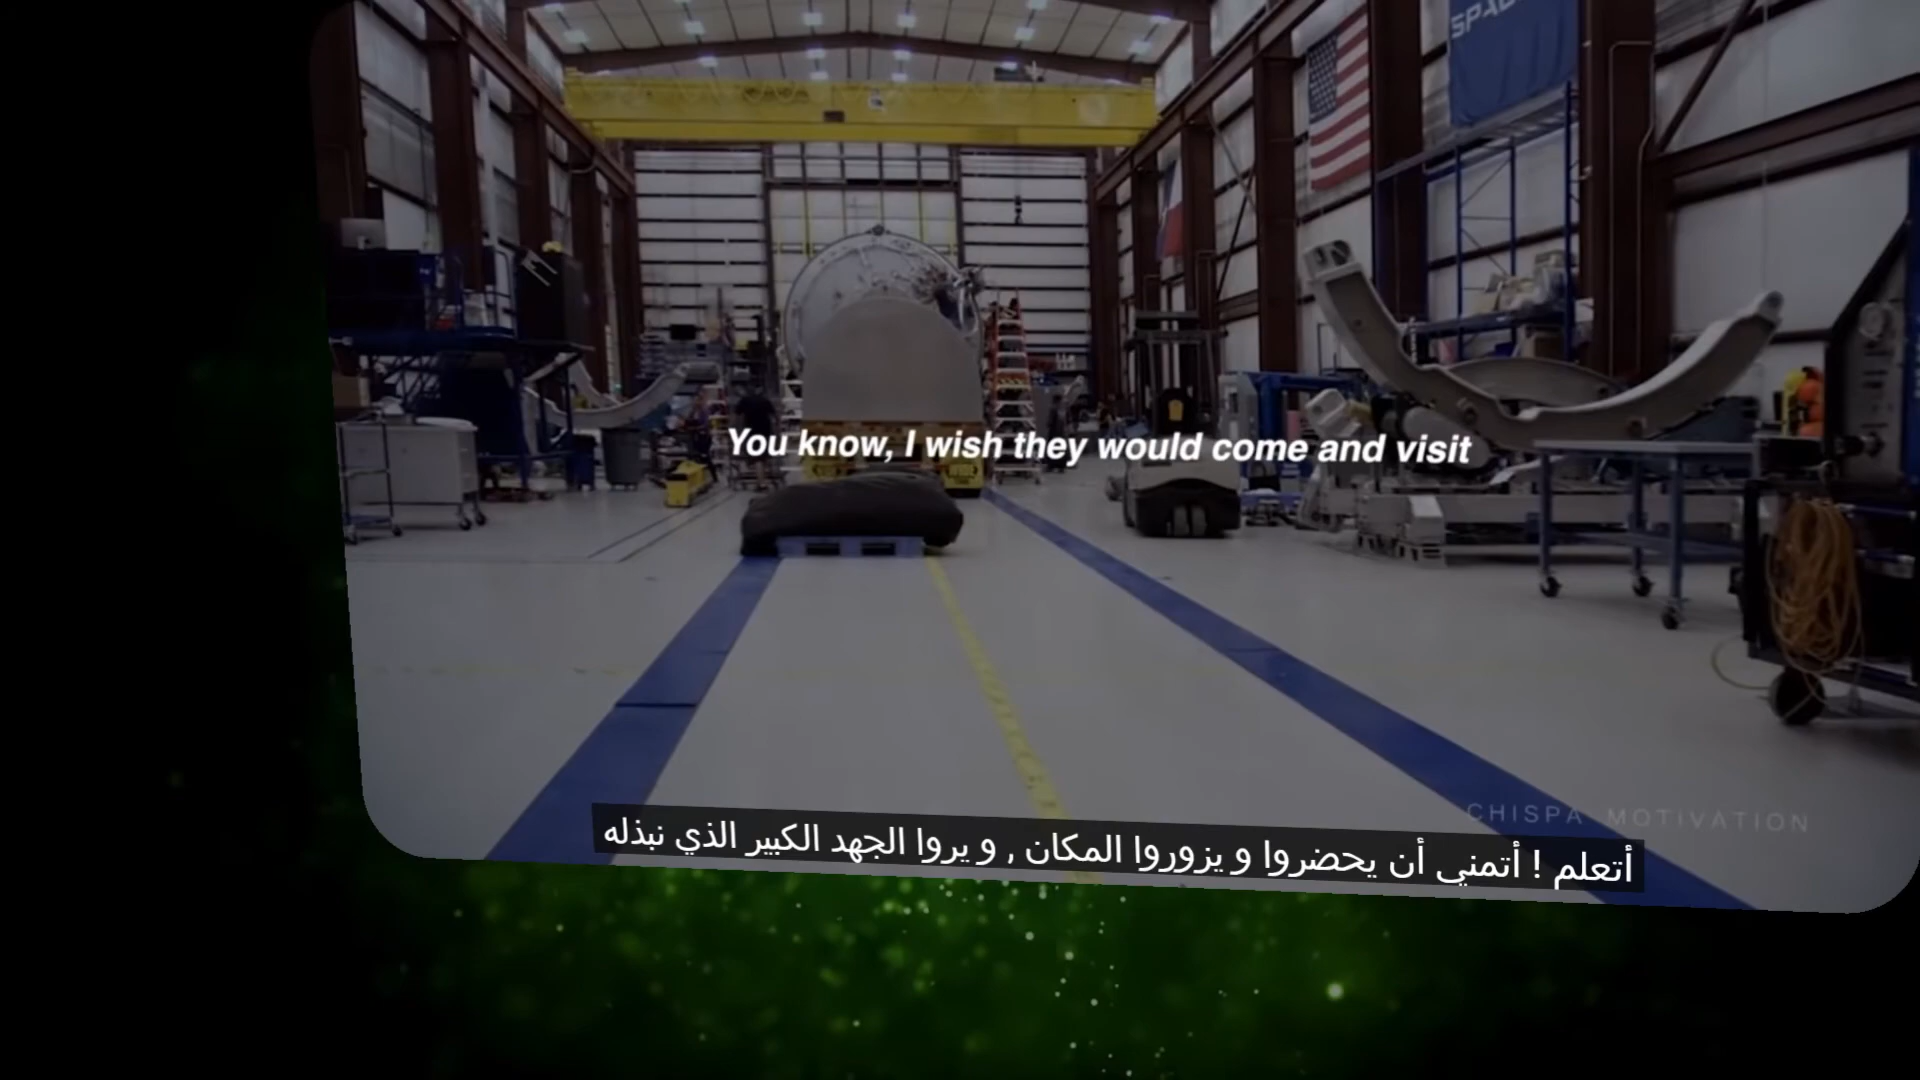 You know, I wish they would come and visit
CHISPA MOTIVATION
أتعلم ! أتمني أن يحضروا و يزوروا المكان , و يروا الجهد الكبير الذي نبذله